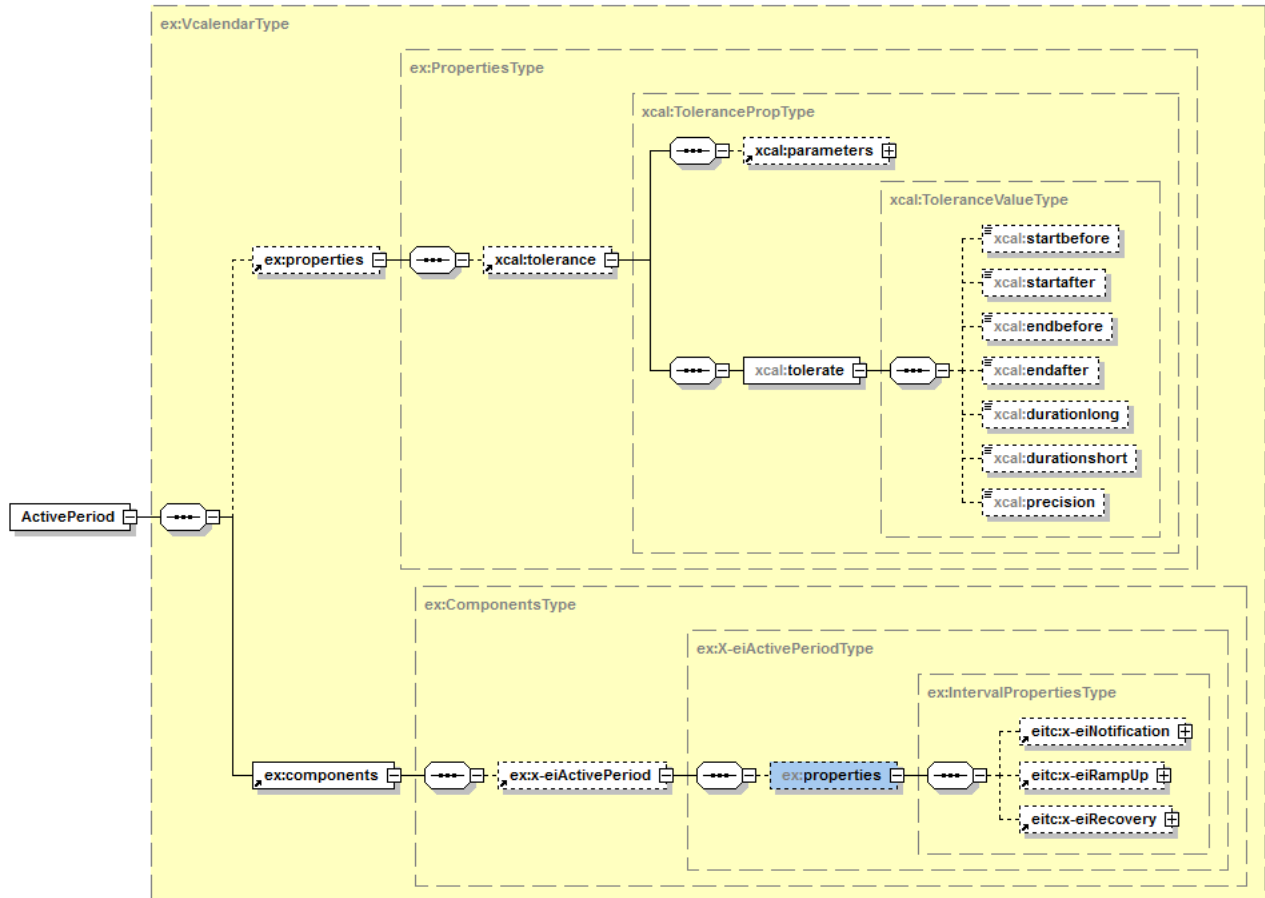 ex:VcalendarType
ex:PropertiesType
xcal:TolerancePropType
xcal:parameters
xcal:ToleranceValueType
xcal:startbefore
ex:properties
xcal:tolerance
xcal:startafter
xcal:endbefore
xcal:tolerate
xcal:endafter
xcal:durationlong
xcal:durationshort
xcal:precision
ActivePeriod
ex:ComponentsType
ex:X-eiActivePeriodType
ex:IntervalPropertiesType
eitc:x-eiNotification
ex:components
ex:x-eiActivePeriod
ex:properties
eitc:x-eiRampUp
eitc:x-eiRecovery